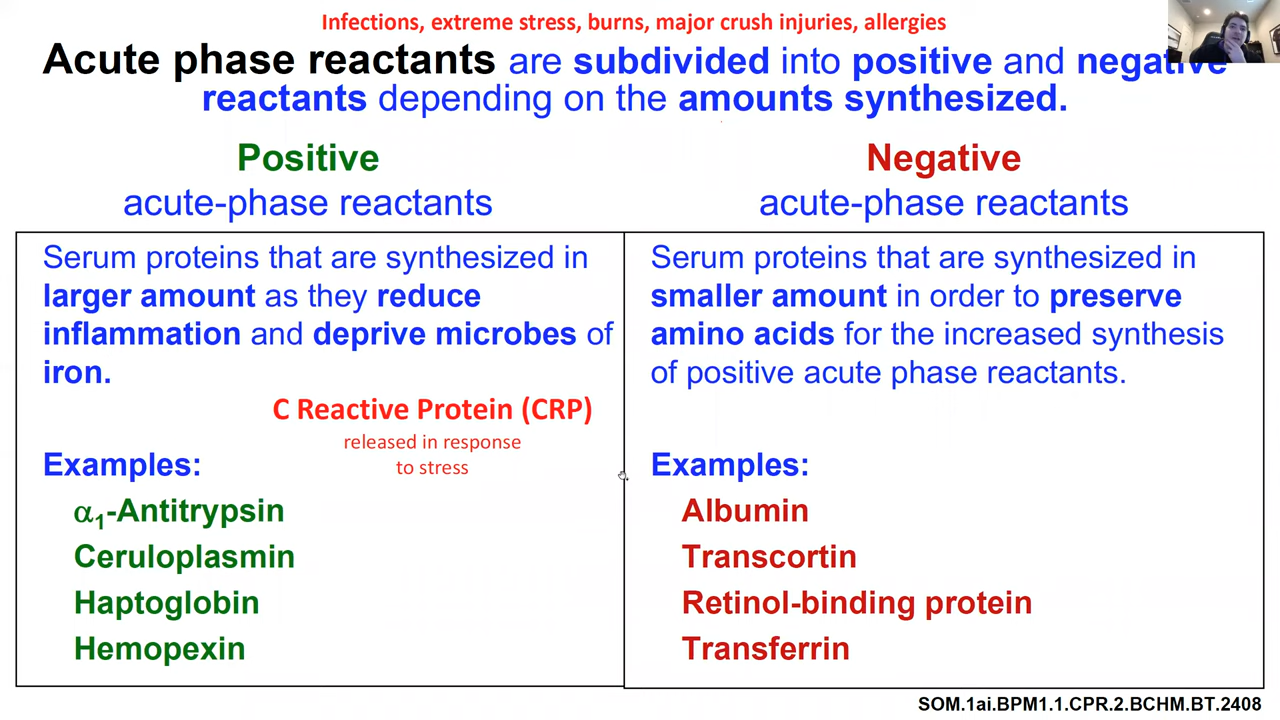 Infections, extreme stress, burns, major crush injuries, allergies
Acute phase reactants are subdivided into positive and negative
reactants depending on the amounts synthesized.
Positive
acute-phase reactants
Serum proteins that are synthesized in
larger amount as they reduce
inflammation and deprive microbes of
iron.
C Reactive Protein (CRP)
released in response
to stress
Examples:
α1-Antitrypsin
Ceruloplasmin
Haptoglobin
Hemopexin
Negative
acute-phase reactants
Serum proteins that are synthesized in
smaller amount in order to preserve
amino acids for the increased synthesis
of positive acute phase reactants.
Examples:
Albumin
Transcortin
Retinol-binding protein
Transferrin
SOM.1ai.BPM1.1.CPR.2.BCHM.BT.2408